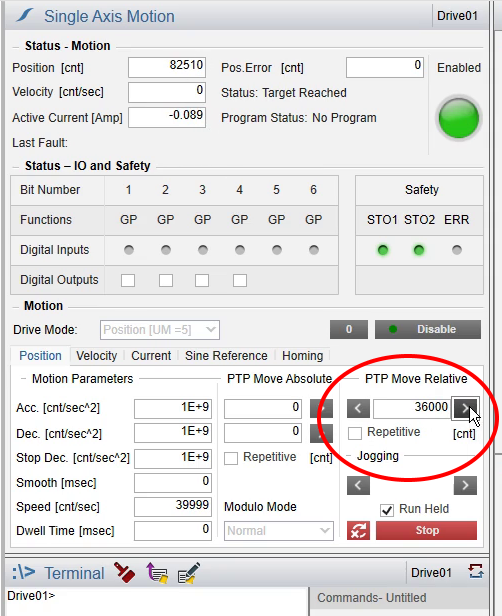 Single Axis Motion Drive01
Status - Motion
Position [cnt] 82510 Pos.Error [cnt] 0 Enabled
Velocity [cnt/sec] 0 Status: Target Reached
Active Current [Amp] -0.089 Program Status: No Program
Last Fault:
Status – IO and Safety
Bit Number 1 2 3 4 5 6 Safety
Functions GP GP GP GP GP GP STO1 STO2 ERR
Digital Inputs
Digital Outputs
Motion
Drive Mode: Position [UM =5] 0 Disable
Position Velocity Current Sine Reference Homing
Motion Parameters PTP Move Absolute PTP Move Relative
Acc. [cnt/sec^2] 1E+9 0 > < 36000 >
Dec. [cnt/sec^2] 1E+9 0 > Repetitive [cnt]
Stop Dec. [cnt/sec^2] 1E+9 Repetitive [cnt] Jogging
Smooth [msec] 0 < >
Speed [cnt/sec] 39999 Modulo Mode Run Held
Dwell Time [msec] 0 Normal Stop
:\> Terminal Drive01
Drive01> Commands- Untitled